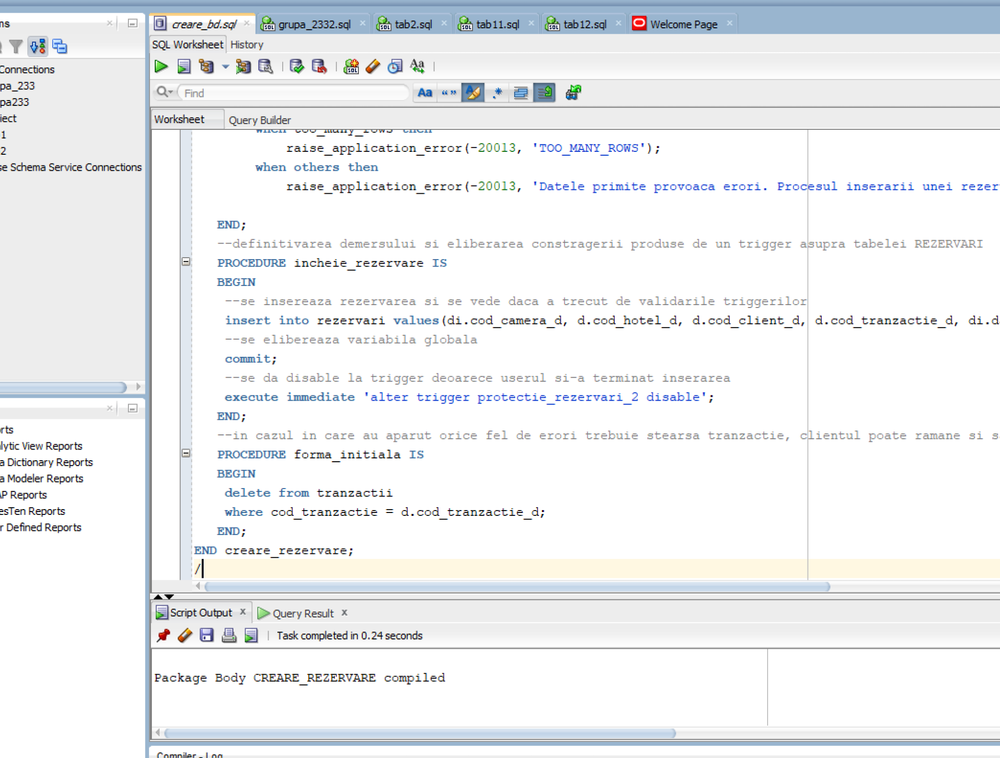 creare_bd.sql
grupa_2332.sql
tab2.sql
tab11.sql
tab12.sql
Welcome Page
SQL Worksheet
History
Connections
pa_233
pa233
1
2
se Schema Service Connections
Find
Worksheet
Query Builder
when too_many_rows then
raise_application_error(-20013, 'TOO_MANY_ROWS');
when others then
raise_application_error(-20013, 'Datele primite provoaca erori. Procesul inserarii unei rezer
END;
--definitivarea demersului si eliberarea constragerii produse de un trigger asupra tabelei REZERVARI
PROCEDURE incheie_rezervare IS
BEGIN
--se insereaza rezervarea si se vede daca a trecut de validarile triggerilor
insert into rezervari values(di.cod_camera_d, d.cod_hotel_d, d.cod_client_d, d.cod_tranzactie_d, di.d
--se elibereaza variabila globala
commit;
--se da disable la trigger deoarece userul si-a terminat inserarea
execute immediate 'alter trigger protectie_rezervari_2 disable';
END;
--in cazul in care au aparut orice fel de erori trebuie stearsa tranzactie, clientul poate ramane si s
PROCEDURE forma_initiala IS
BEGIN
delete from tranzactii
where cod_tranzactie = d.cod_tranzactie_d;
END;
END creare_rezervare;
/
rts
lytic View Reports
a Dictionary Reports
a Modeler Reports
AP Reports
esTen Reports
r Defined Reports
Script Output
Query Result
Task completed in 0.24 seconds
Package Body CREARE_REZERVARE compiled
Compiler - Log